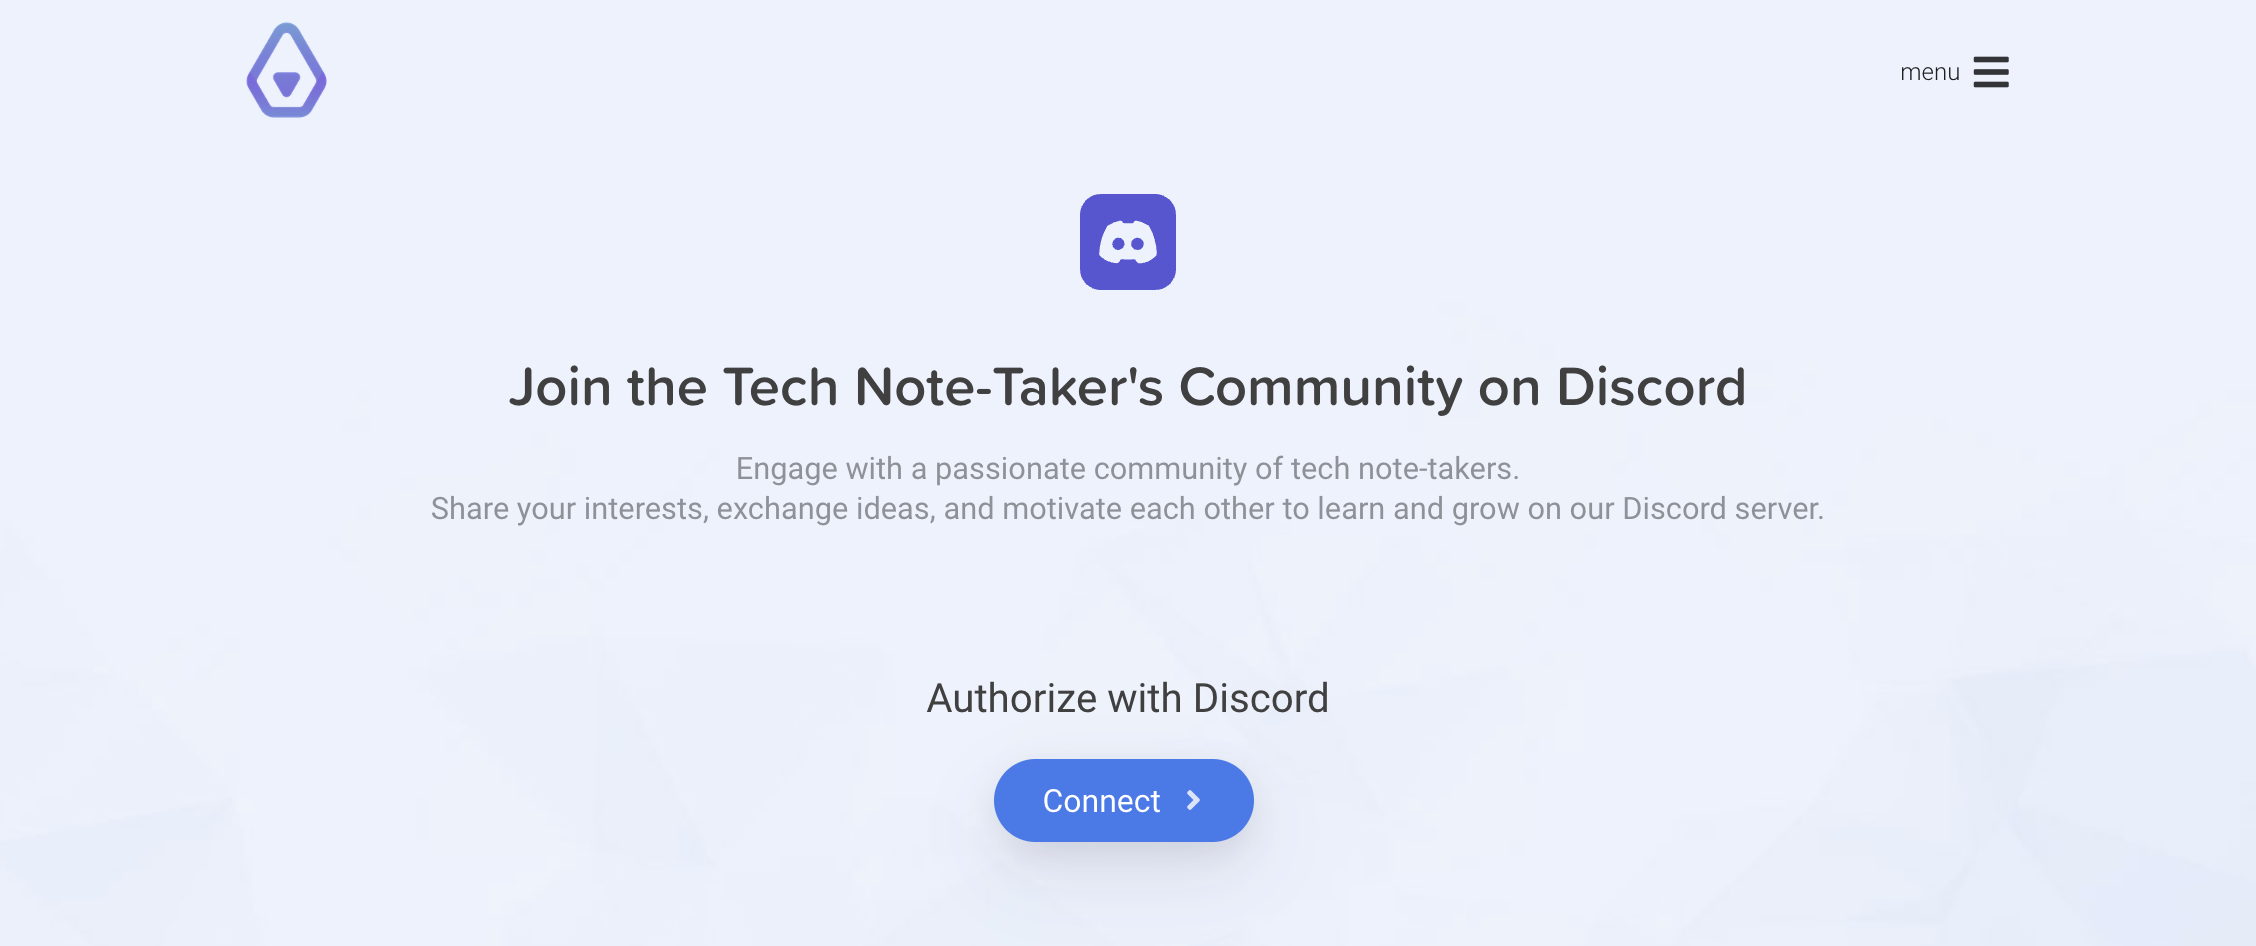 menu
Join the Tech Note-Taker's Community on Discord
Engage with a passionate community of tech note-takers.
Share your interests, exchange ideas, and motivate each other to learn and grow on our Discord server.
Authorize with Discord
Connect